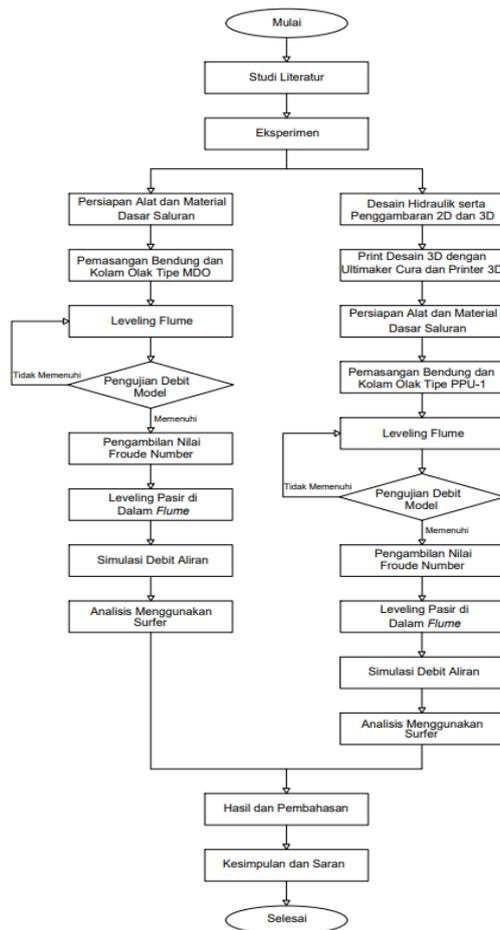 Mulai
Studi Literatur
Eksperimen
Persiapan Alat dan Material
Dasar Saluran
Pemasangan Bendung dan
Kolam Olak Tipe MDO
Leveling Flume
Tidak Memenuhi
Pengujian Debit
Model
Memenuhi
Pengambilan Nilai
Froude Number
Leveling Pasir di
Dalam Flume
Simulasi Debit Aliran
Analisis Menggunakan
Surfer
Desain Hidraulik serta
Penggambaran 2D dan 3D
Print Desain 3D dengan
Ultimaker Cura dan Printer 3D
Persiapan Alat dan Material
Dasar Saluran
Pemasangan Bendung dan
Kolam Olak Tipe PPU-1
Leveling Flume
Tidak Memenuhi
Pengujian Debit
Model
Memenuhi
Pengambilan Nilai
Froude Number
Leveling Pasir di
Dalam Flume
Simulasi Debit Aliran
Analisis Menggunakan
Surfer
Hasil dan Pembahasan
Kesimpulan dan Saran
Selesai